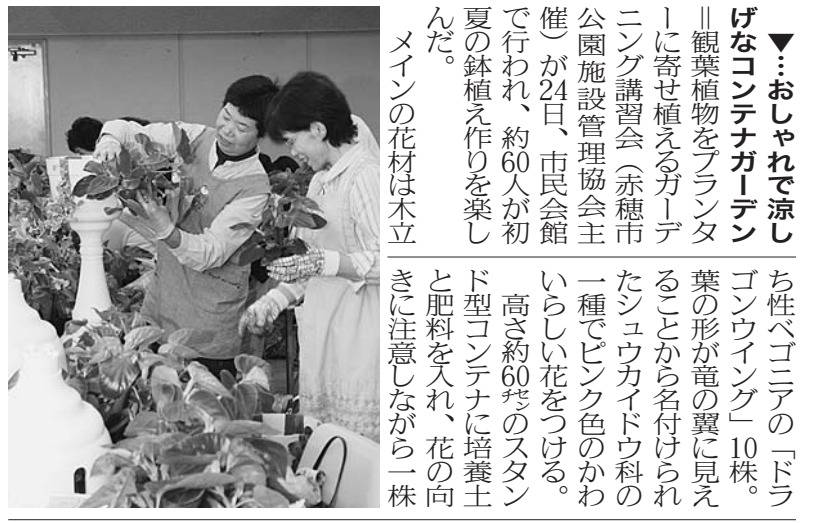 ▼…おしゃれで涼し
げなコンテナガーデン
＝観葉植物をプランタ
ーに寄せ植えるガーデ
ニング講習会（赤穂市
公園施設管理協会主
催）が24日、市民会館
で行われ、約60人が初
夏の鉢植え作りを楽し
んだ。
メインの花材は木立
ち性ベゴニアの「ドラ
ゴンウイング」10株。
葉の形が竜の翼に見え
ることから名付けられ
たシュウカイドウ科の
一種でピンク色のかわ
いらしい花をつける。
高さ約60㌢のスタン
ド型コンテナに培養土
と肥料を入れ、花の向
きに注意しながら一株